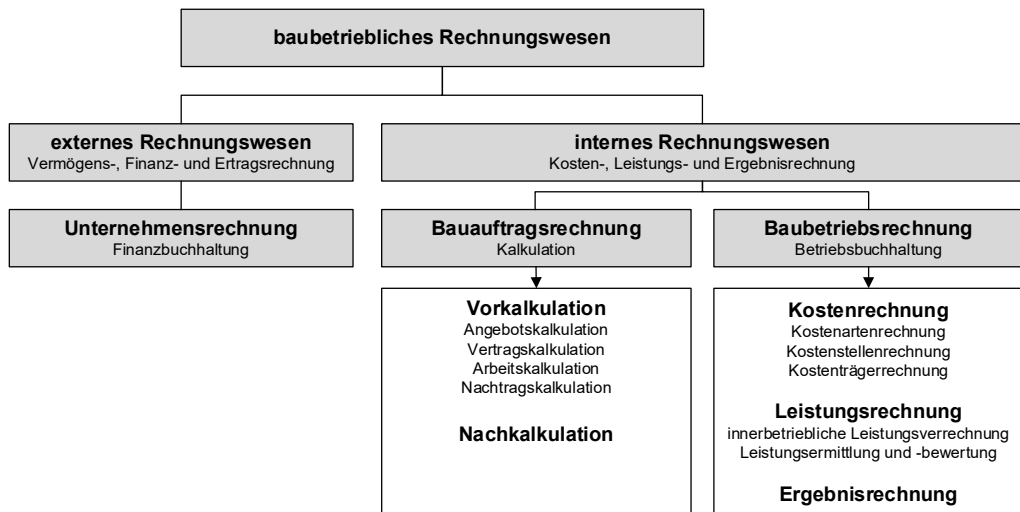 baubetriebliches Rechnungswesen
externes Rechnungswesen
Vermögens-, Finanz- und Ertragsrechnung
internes Rechnungswesen
Kosten-, Leistungs- und Ergebnisrechnung
Unternehmensrechnung
Finanzbuchhaltung
Bauauftragsrechnung
Kalkulation
Baubetriebsrechnung
Betriebsbuchhaltung
Vorkalkulation
Angebotskalkulation
Vertragskalkulation
Arbeitskalkulation
Nachtragskalkulation
Nachkalkulation
Kostenrechnung
Kostenartenrechnung
Kostenstellenrechnung
Kostenträgerrechnung
Leistungsrechnung
innerbetriebliche Leistungsverrechnung
Leistungsermittlung und -bewertung
Ergebnisrechnung